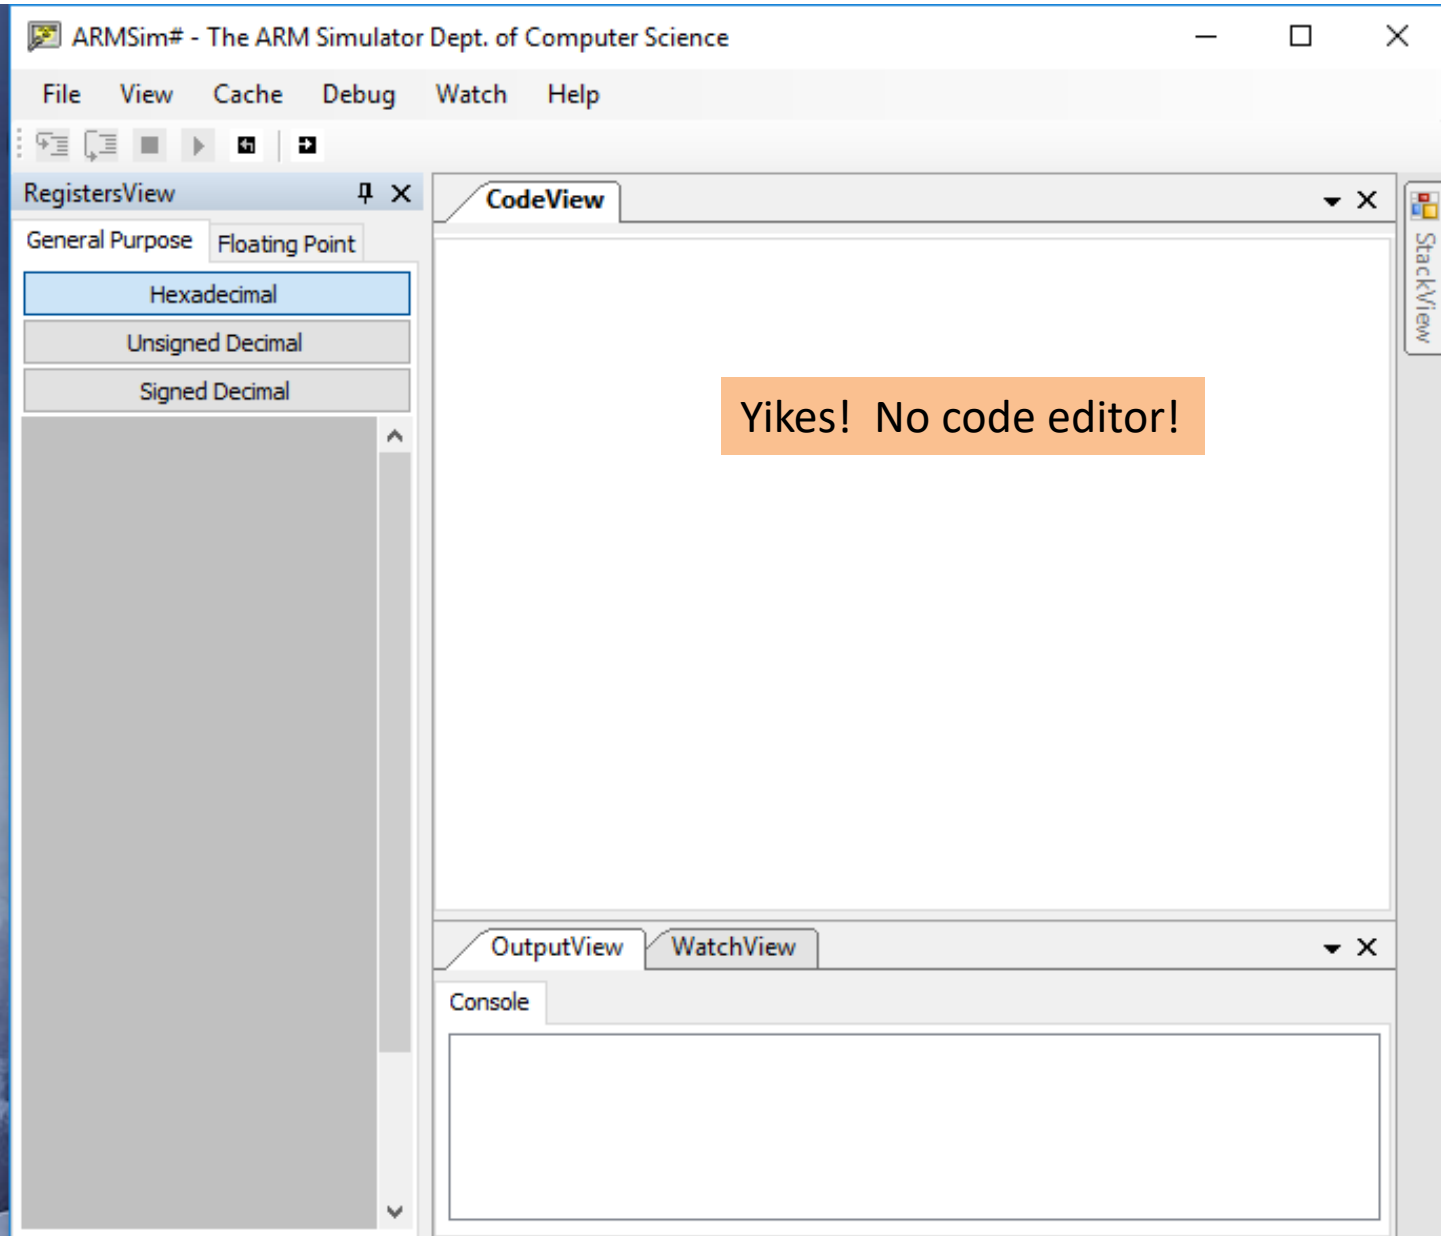 ARMSim# - The ARM Simulator Dept. of Computer Science
File View Cache Debug Watch Help
RegistersView
General Purpose Floating Point
Hexadecimal
Unsigned Decimal
Signed Decimal
CodeView
Yikes! No code editor!
StackView
OutputView WatchView
Console